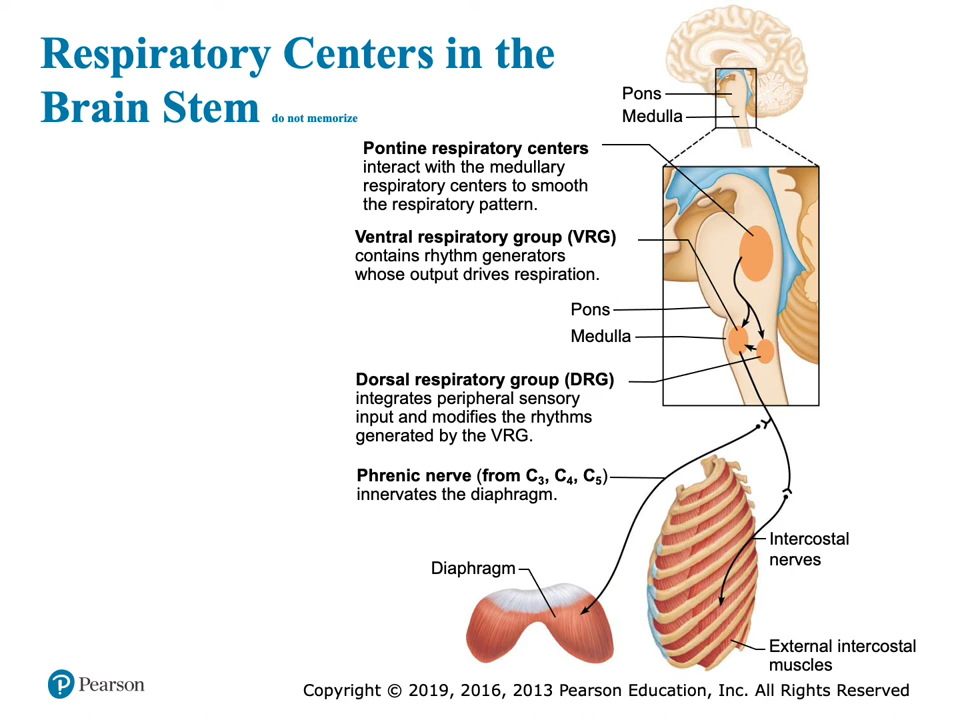 Respiratory Centers in the
Brain Stem do not memorize
Pons
Medulla
Pontine respiratory centers
interact with the medullary
respiratory centers to smooth
the respiratory pattern.
Ventral respiratory group (VRG)
contains rhythm generators
whose output drives respiration.
Pons
Medulla
Dorsal respiratory group (DRG)
integrates peripheral sensory
input and modifies the rhythms
generated by the VRG.
Phrenic nerve (from C₃, C₄, C₅)
innervates the diaphragm.
Intercostal
nerves
Diaphragm
External intercostal
muscles
P Pearson
Copyright © 2019, 2016, 2013 Pearson Education, Inc. All Rights Reserved